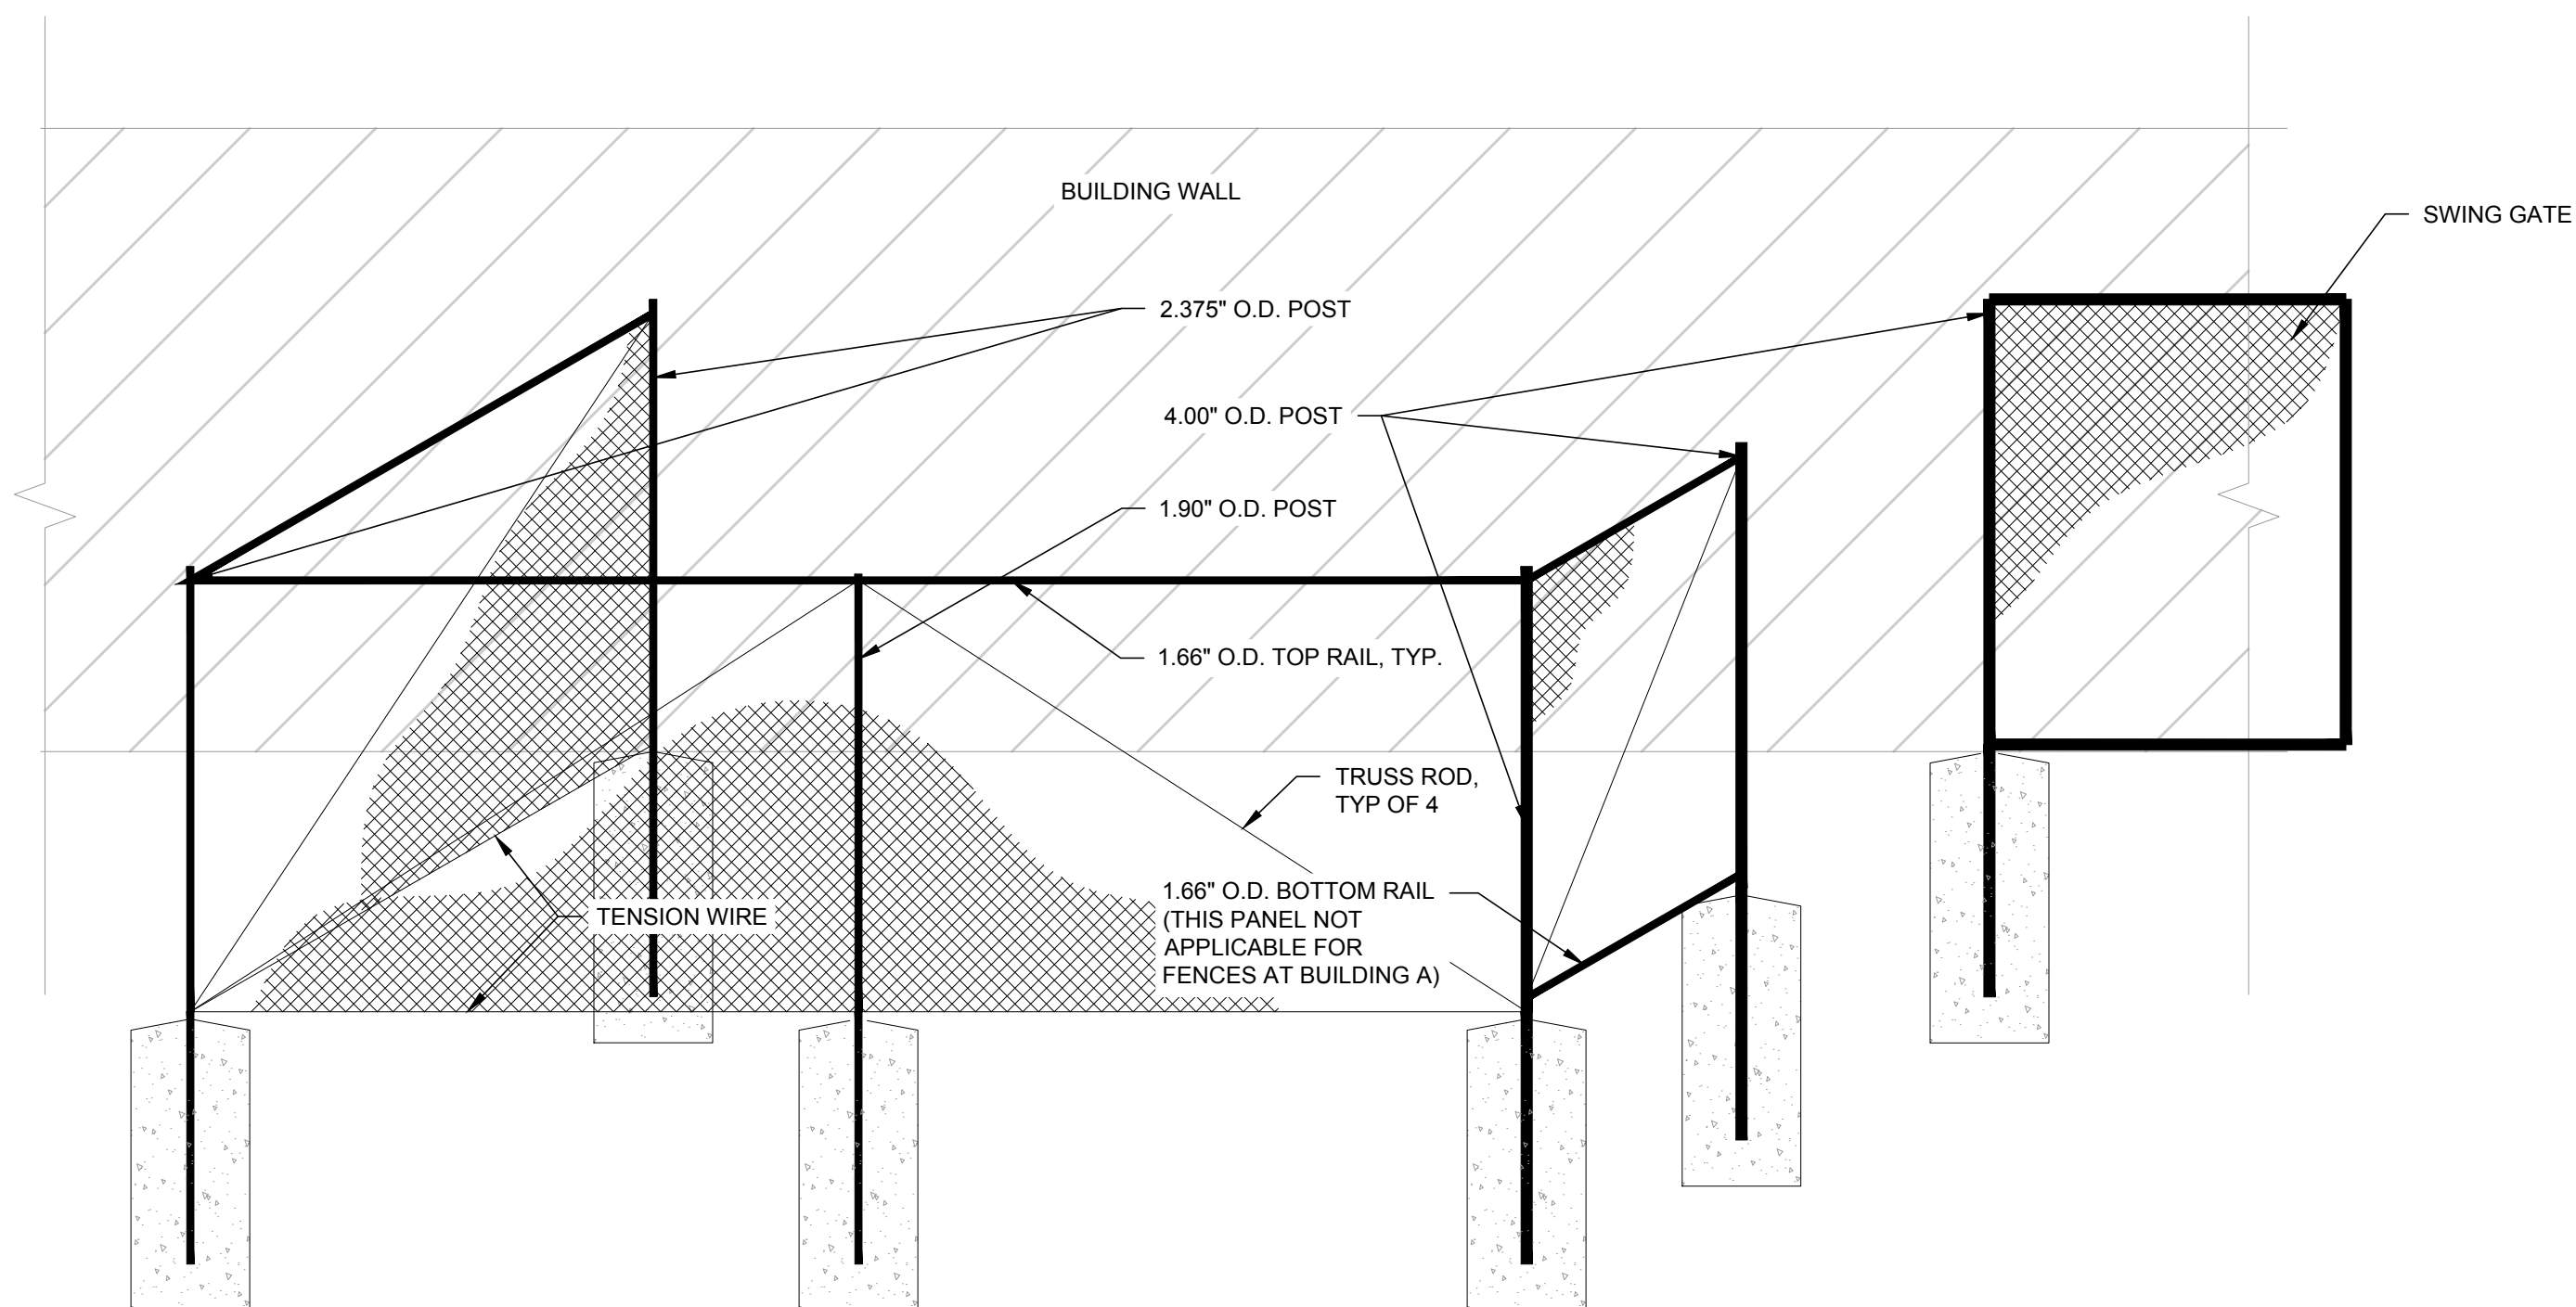 BUILDING WALL
SWING GATE
2.375" O.D. POST
4.00" O.D. POST
1.90" O.D. POST
1.66" O.D. TOP RAIL, TYP.
TRUSS ROD,
TYP OF 4
1.66" O.D. BOTTOM RAIL
(THIS PANEL NOT
APPLICABLE FOR
FENCES AT BUILDING A)
TENSION WIRE